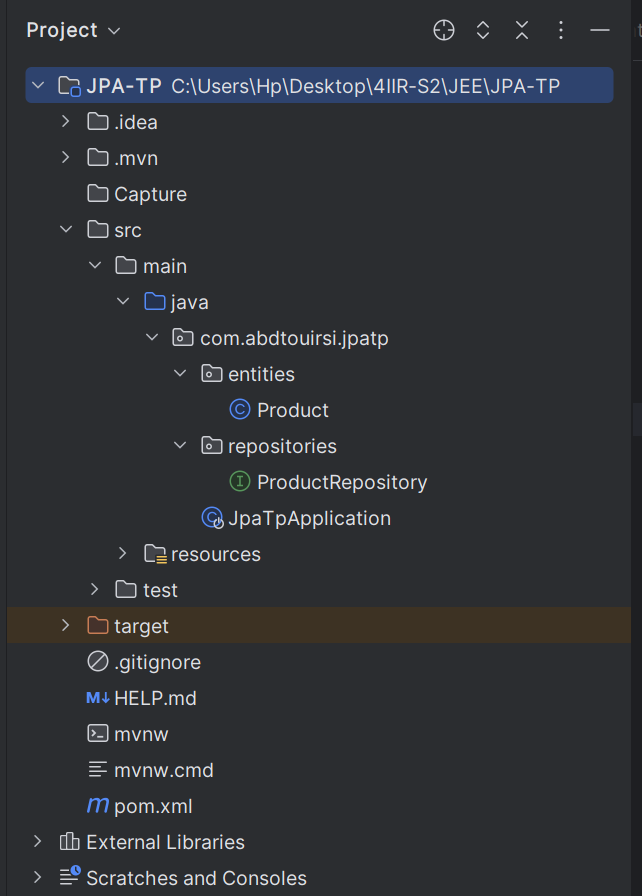 Project
JPA-TP C:\Users\Hp\Desktop\4IIR-S2\JEE\JPA-TP
.idea
.mvn
Capture
src
main
java
com.abdtouirsi.jpatp
entities
Product
repositories
ProductRepository
JpaTpApplication
resources
test
target
.gitignore
HELP.md
mvnw
mvnw.cmd
pom.xml
External Libraries
Scratches and Consoles